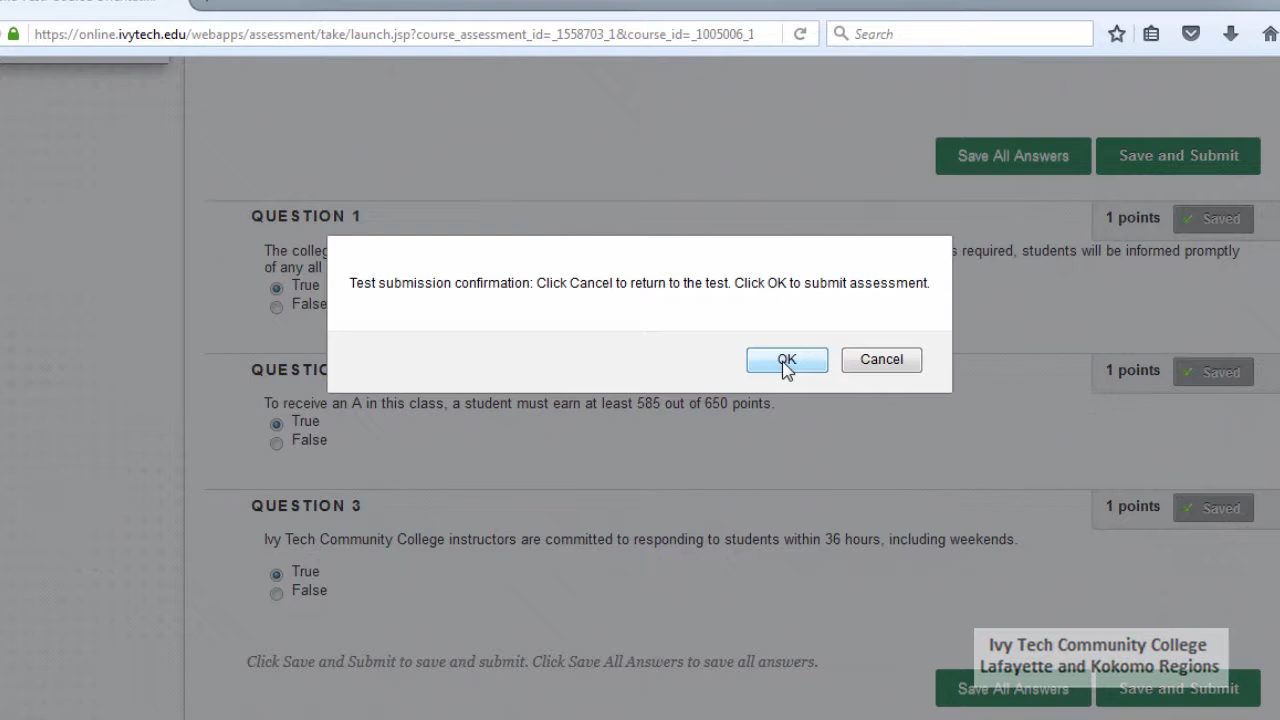 https://online.ivytech.edu/webapps/assessment/take/launch.jsp?course_assessment_id=_1558703_1&course_id=_1005006_1
Search
Save All Answers
Save and Submit
QUESTION 1
1 points
Saved
The colleg
s required, students will be informed promptly
of any all
True
False
Test submission confirmation: Click Cancel to return to the test. Click OK to submit assessment.
OK
Cancel
QUESTIO
1 points
Saved
To receive an A in this class, a student must earn at least 585 out of 650 points.
True
False
QUESTION 3
1 points
Saved
Ivy Tech Community College instructors are committed to responding to students within 36 hours, including weekends.
True
False
Click Save and Submit to save and submit. Click Save All Answers to save all answers.
Ivy Tech Community College
Lafayette and Kokomo Regions
Save All Answers
Save and Submit